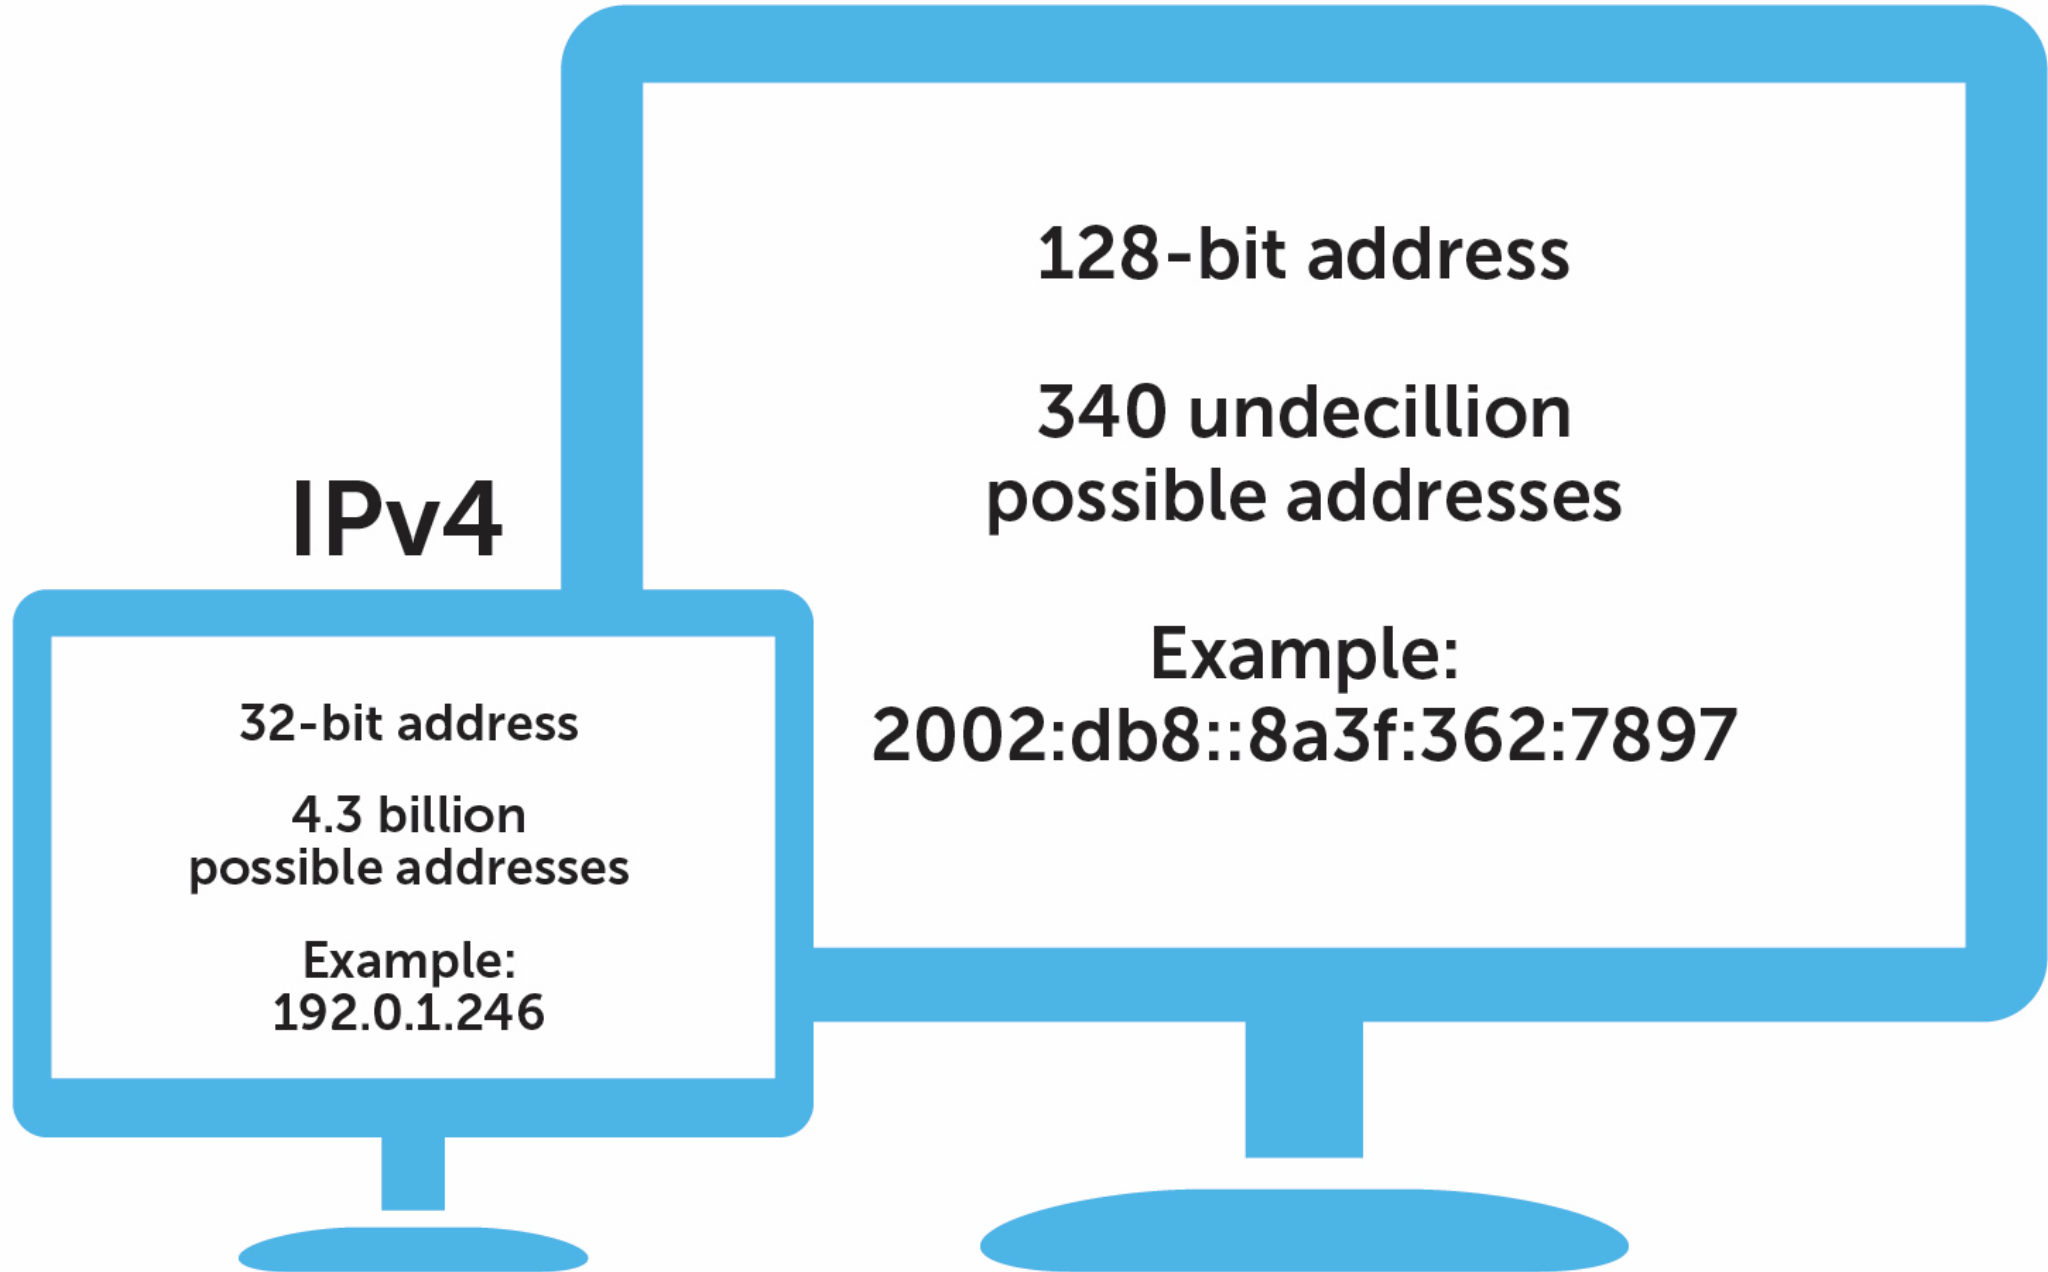 IPv4
32-bit address
4.3 billion
possible addresses
Example:
192.0.1.246
128-bit address
340 undecillion
possible addresses
Example:
2002:db8::8a3f:362:7897